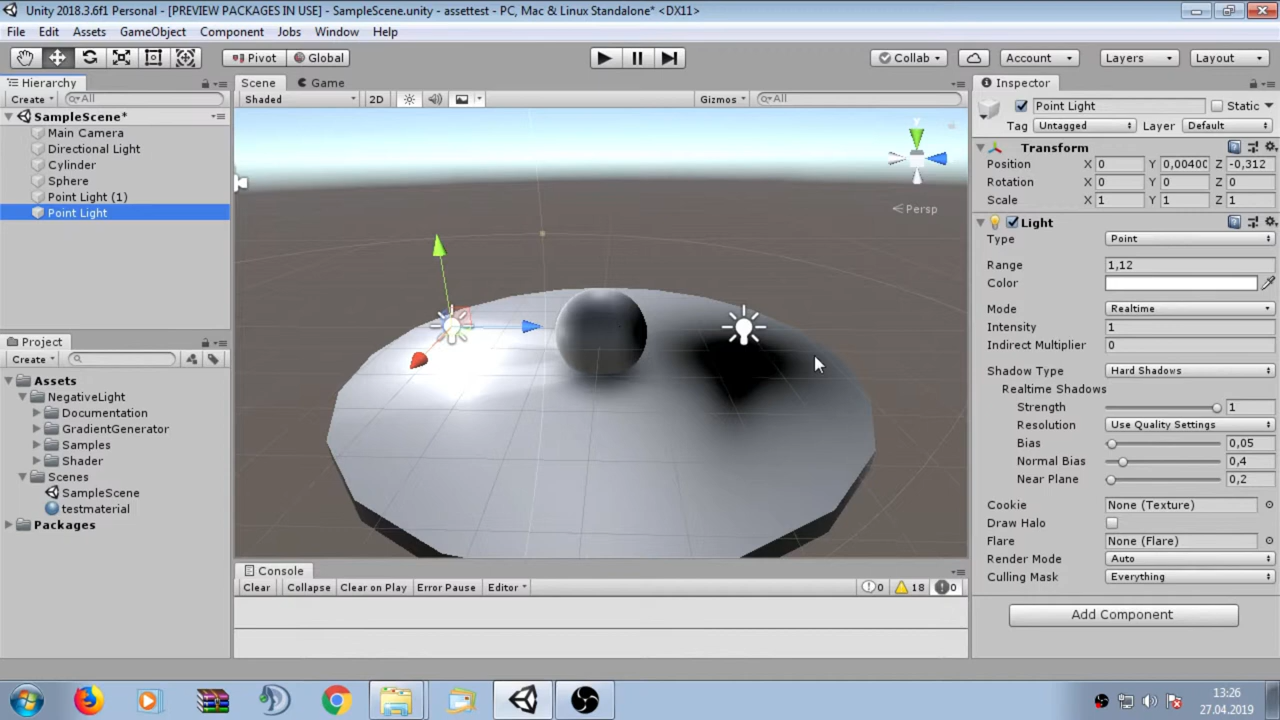 Unity 2018.3.6f1 Personal - [PREVIEW PACKAGES IN USE] - SampleScene.unity - assettest - PC, Mac & Linux Standalone* <DX11>
File Edit Assets GameObject Component Jobs Window Help
Pivot Global Collab Account Layers Layout
Hierarchy
Create All
SampleScene*
Main Camera
Directional Light
Cylinder
Sphere
Point Light (1)
Point Light
Project
Create
Assets
NegativeLight
Documentation
GradientGenerator
Samples
Shader
Scenes
SampleScene
testmaterial
Packages
Scene Game
Shaded 2D Gizmos All
Persp
Console
Clear Collapse Clear on Play Error Pause Editor 0 18 0
Inspector
Point Light Static
Tag Untagged Layer Default
Transform
Position X 0 Y 0,00400 Z -0,312
Rotation X 0 Y 0 Z 0
Scale X 1 Y 1 Z 1
Light
Type Point
Range 1,12
Color
Mode Realtime
Intensity 1
Indirect Multiplier 0
Shadow Type Hard Shadows
Realtime Shadows
Strength 1
Resolution Use Quality Settings
Bias 0,05
Normal Bias 0,4
Near Plane 0,2
Cookie None (Texture)
Draw Halo
Flare None (Flare)
Render Mode Auto
Culling Mask Everything
Add Component
13:26
27.04.2019